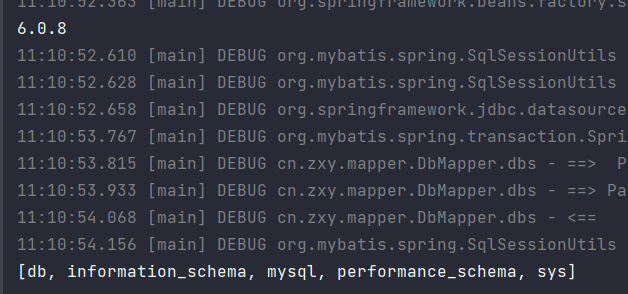 11:10:52.363 [main] DEBUG org.springframework.beans.factory.s
6.0.8
11:10:52.610 [main] DEBUG org.mybatis.spring.SqlSessionUtils
11:10:52.628 [main] DEBUG org.mybatis.spring.SqlSessionUtils
11:10:52.658 [main] DEBUG org.springframework.jdbc.datasource
11:10:53.767 [main] DEBUG org.mybatis.spring.transaction.Spri
11:10:53.815 [main] DEBUG cn.zxy.mapper.DbMapper.dbs - ==>  P
11:10:53.933 [main] DEBUG cn.zxy.mapper.DbMapper.dbs - ==> Pa
11:10:54.068 [main] DEBUG cn.zxy.mapper.DbMapper.dbs - <==
11:10:54.156 [main] DEBUG org.mybatis.spring.SqlSessionUtils
[db, information_schema, mysql, performance_schema, sys]